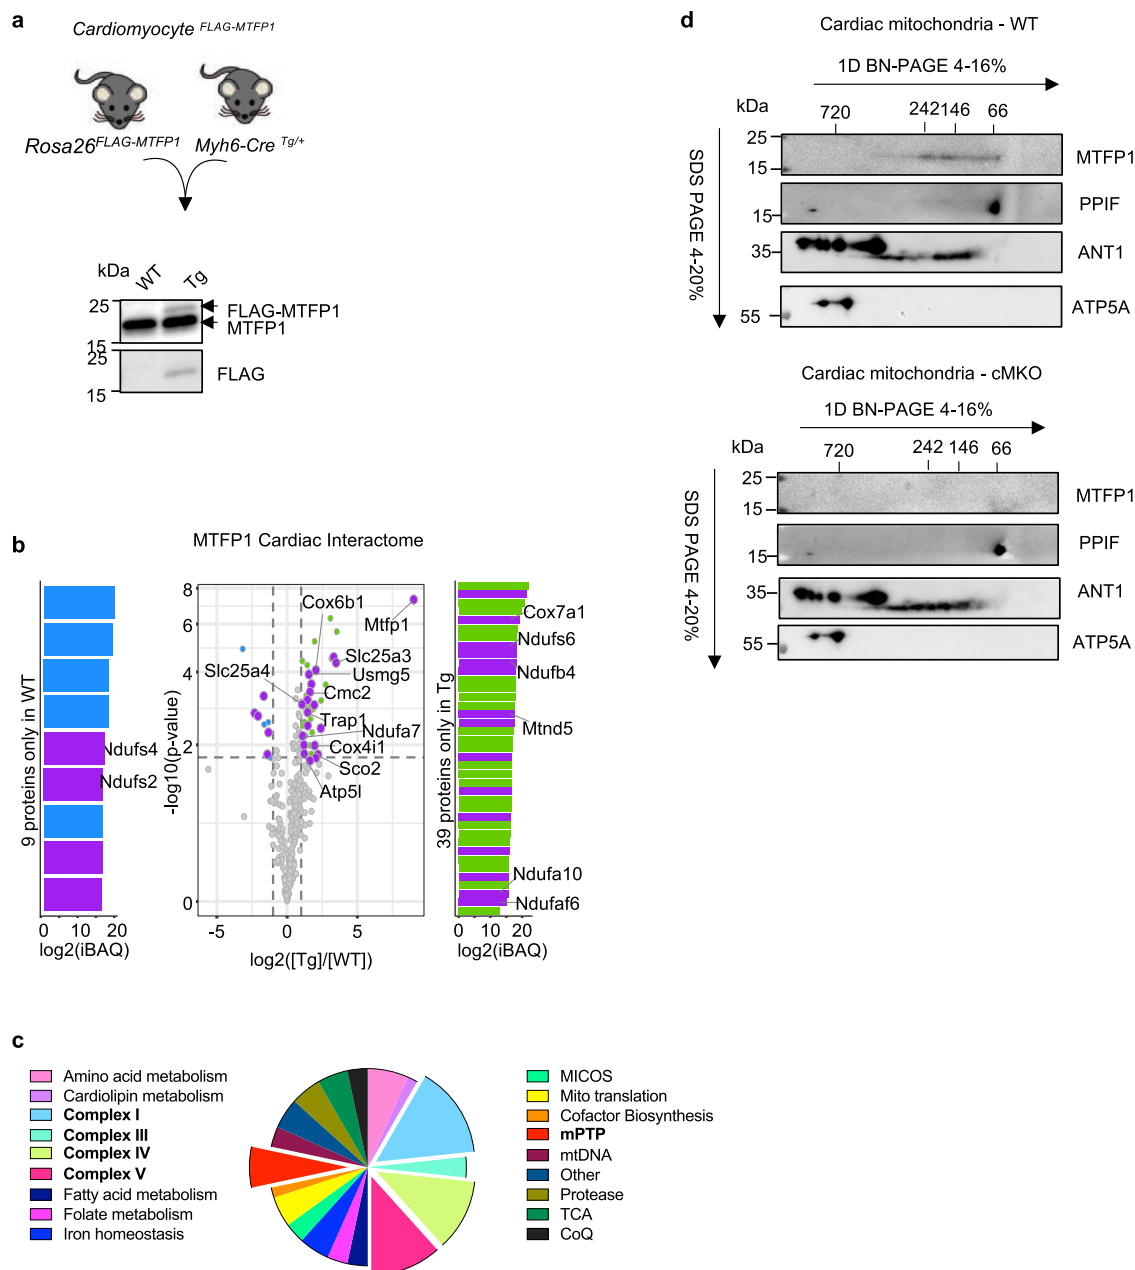 a
Cardiomyocyte FLAG-MTFP1
Rosa26FLAG-MTFP1
Myh6-Cre Tg/+
kDa
WT
Tg
25
FLAG-MTFP1
MTFP1
15
25
FLAG
15
b
MTFP1 Cardiac Interactome
9 proteins only in WT
Ndufs4
Ndufs2
0
10
20
log2(iBAQ)
-log10(p-value)
8
6
4
2
0
Cox6b1
Mtfp1
Slc25a4
Slc25a3
Usmg5
Cmc2
Trap1
Ndufa7
Cox4i1
Sco2
Atp5l
-5
0
5
log2([Tg]/[WT])
39 proteins only in Tg
Cox7a1
Ndufs6
Ndufb4
Mtnd5
Ndufa10
Ndufaf6
0
10
20
log2(iBAQ)
c
Amino acid metabolism
Cardiolipin metabolism
Complex I
Complex III
Complex IV
Complex V
Fatty acid metabolism
Folate metabolism
Iron homeostasis
MICOS
Mito translation
Cofactor Biosynthesis
mPTP
mtDNA
Other
Protease
TCA
CoQ
d
Cardiac mitochondria - WT
1D BN-PAGE 4-16%
kDa
720
242
146
66
SDS PAGE 4-20%
25
15
MTFP1
15
PPIF
35
ANT1
55
ATP5A
Cardiac mitochondria - cMKO
1D BN-PAGE 4-16%
kDa
720
242
146
66
SDS PAGE 4-20%
25
15
MTFP1
15
PPIF
35
ANT1
55
ATP5A